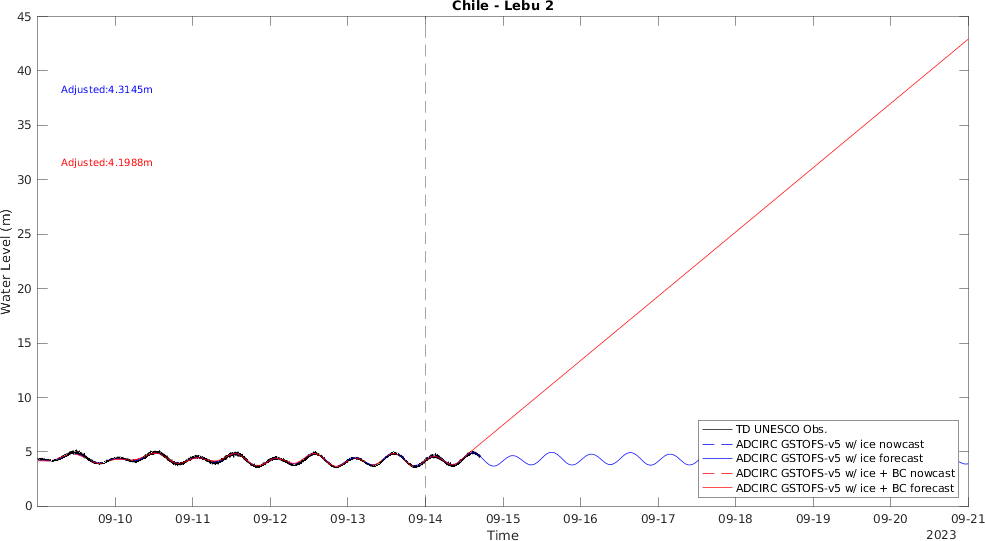 Chile - Lebu 2
45
40
35
30
25
20
15
10
5
0
Water Level (m)
Adjusted:4.3145m
Adjusted:4.1988m
TD UNESCO Obs.
ADCIRC GSTOFS-v5 w/ ice nowcast
ADCIRC GSTOFS-v5 w/ ice forecast
ADCIRC GSTOFS-v5 w/ ice + BC nowcast
ADCIRC GSTOFS-v5 w/ ice + BC forecast
09-10 09-11 09-12 09-13 09-14 09-15 09-16 09-17 09-18 09-19 09-20 09-21
Time
2023